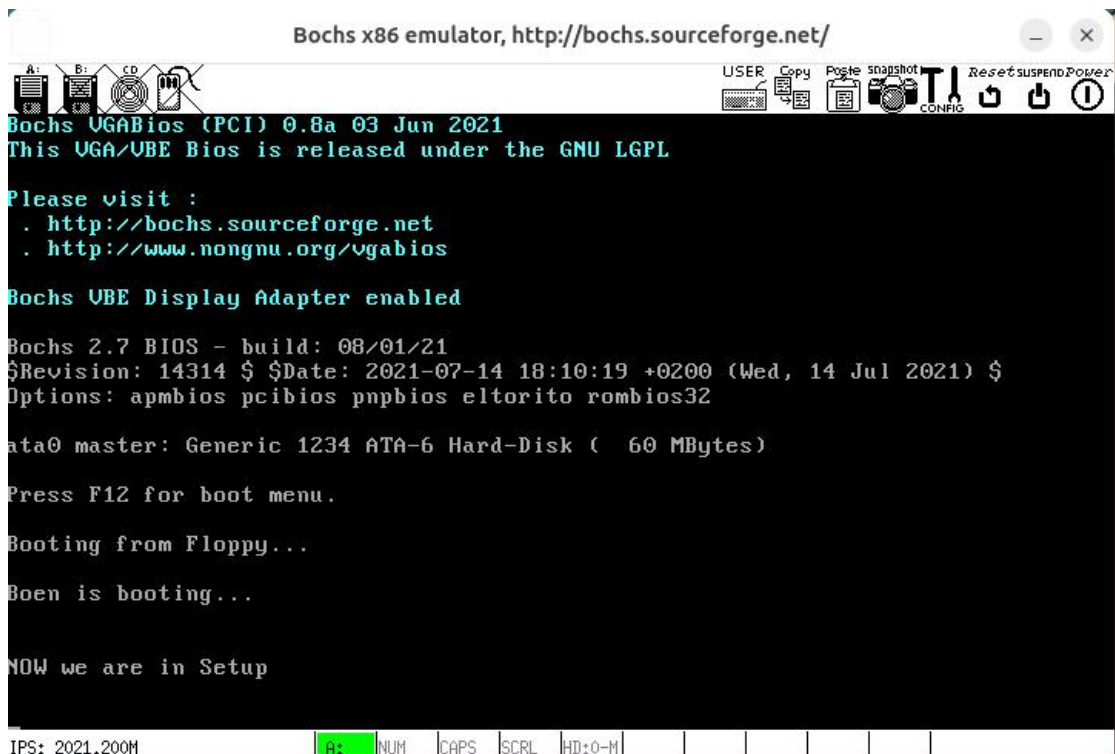 Bochs x86 emulator, http://bochs.sourceforge.net/
A: B: CD USER Copy Poste snapshot CONFIG Reset SUSPEND Power
Bochs VGABios (PCI) 0.8a 03 Jun 2021
This VGA/VBE Bios is released under the GNU LGPL
Please visit :
. http://bochs.sourceforge.net
. http://www.nongnu.org/vgabios
Bochs VBE Display Adapter enabled
Bochs 2.7 BIOS - build: 08/01/21
$Revision: 14314 $ $Date: 2021-07-14 18:10:19 +0200 (Wed, 14 Jul 2021) $
Options: apmbios pcibios pnpbios eltorito rombios32
ata0 master: Generic 1234 ATA-6 Hard-Disk ( 60 MBytes)
Press F12 for boot menu.
Booting from Floppy...
Boen is booting...
NOW we are in Setup
IPS: 2021.200M A: NUM CAPS SCRL HD:0-M